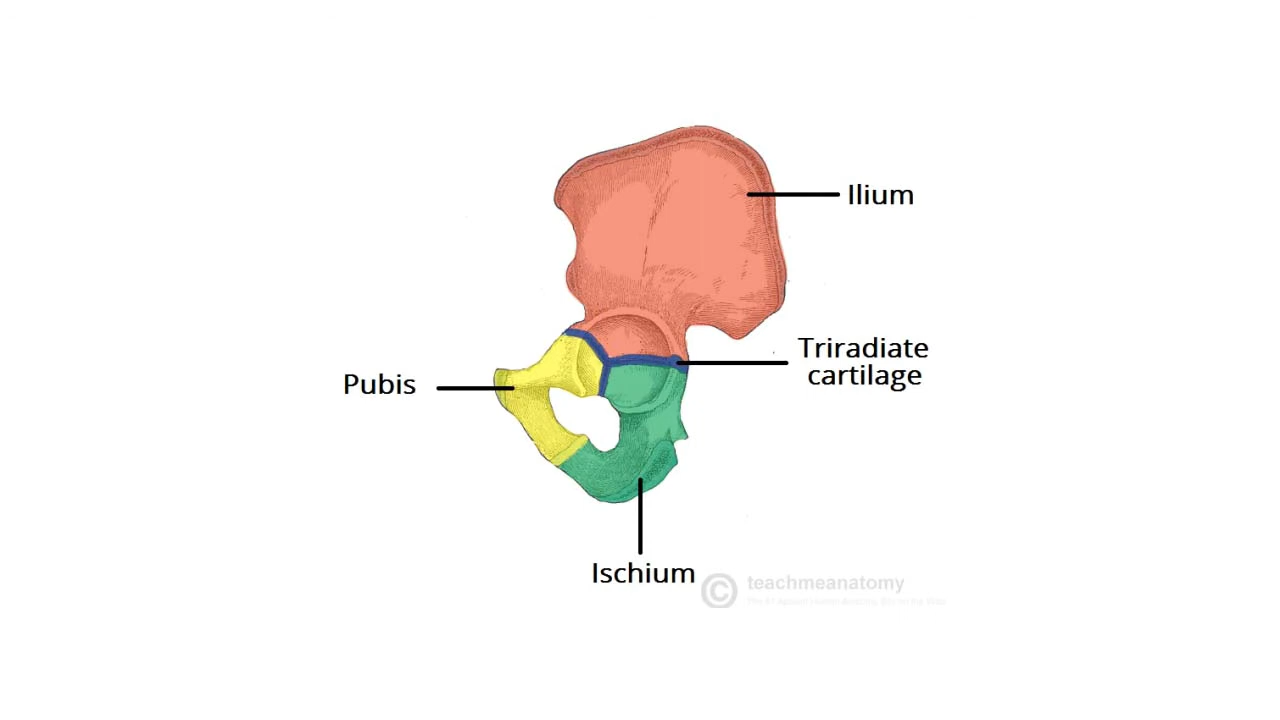 Ilium
Triradiate
cartilage
Pubis
Ischium
© teachmeanatomy